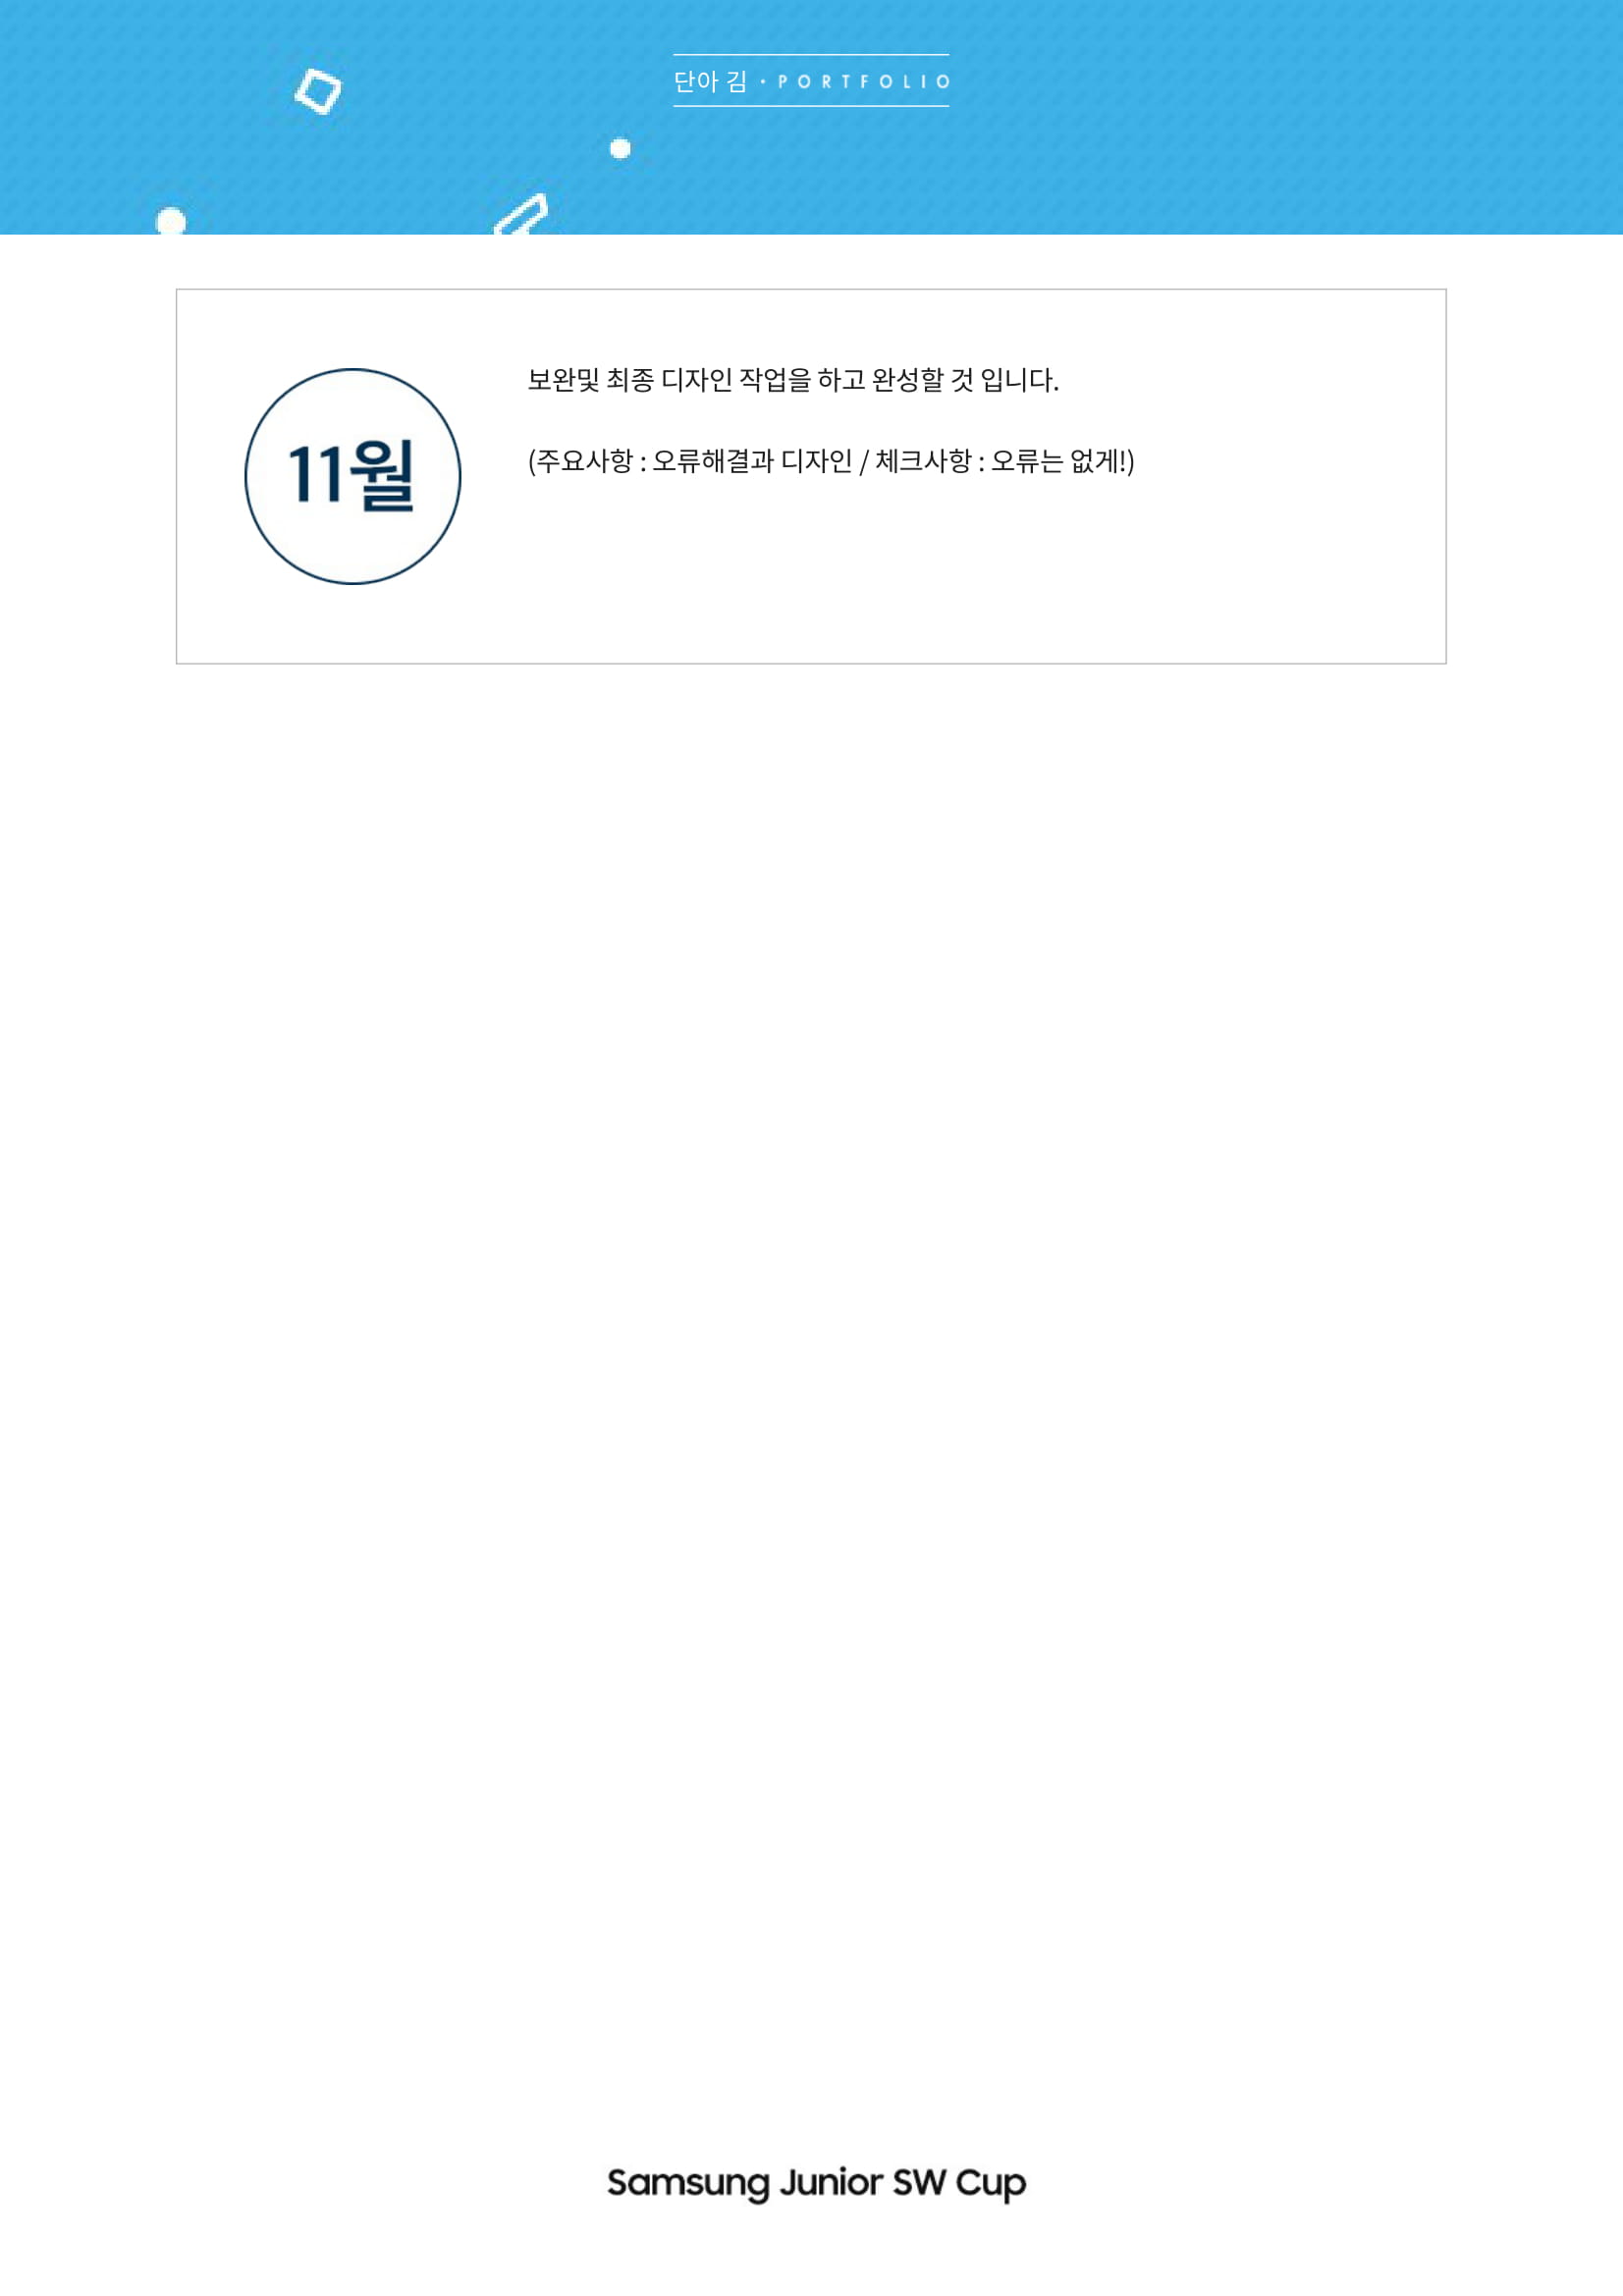 단아 김 · PORTFOLIO
보완및 최종 디자인 작업을 하고 완성할 것 입니다.
11월
(주요사항 : 오류해결과 디자인 / 체크사항 : 오류는 없게!)
Samsung Junior SW Cup